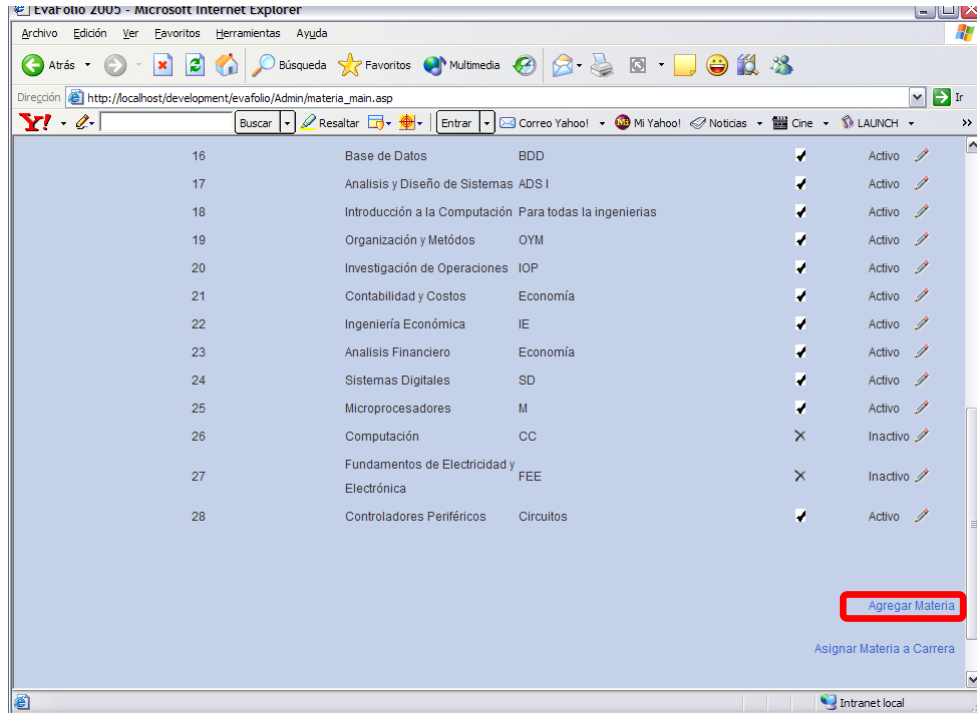 EvaFolio 2005 - Microsoft Internet Explorer
Archivo Edición Ver Favoritos Herramientas Ayuda
Atrás Búsqueda Favoritos Multimedia
Dirección http://localhost/development/evafolio/Admin/materia_main.asp Ir
Y! Buscar Resaltar Entrar Correo Yahoo! Mi Yahoo! Noticias Cine LAUNCH »
16 Base de Datos BDD Activo
17 Analisis y Diseño de Sistemas ADS I Activo
18 Introducción a la Computación Para todas la ingenierias Activo
19 Organización y Metódos OYM Activo
20 Investigación de Operaciones IOP Activo
21 Contabilidad y Costos Economía Activo
22 Ingeniería Económica IE Activo
23 Analisis Financiero Economía Activo
24 Sistemas Digitales SD Activo
25 Microprocesadores M Activo
26 Computación CC Inactivo
27 Fundamentos de Electricidad y FEE Inactivo
Electrónica
28 Controladores Periféricos Circuitos Activo
Agregar Materia
Asignar Materia a Carrera
Intranet local